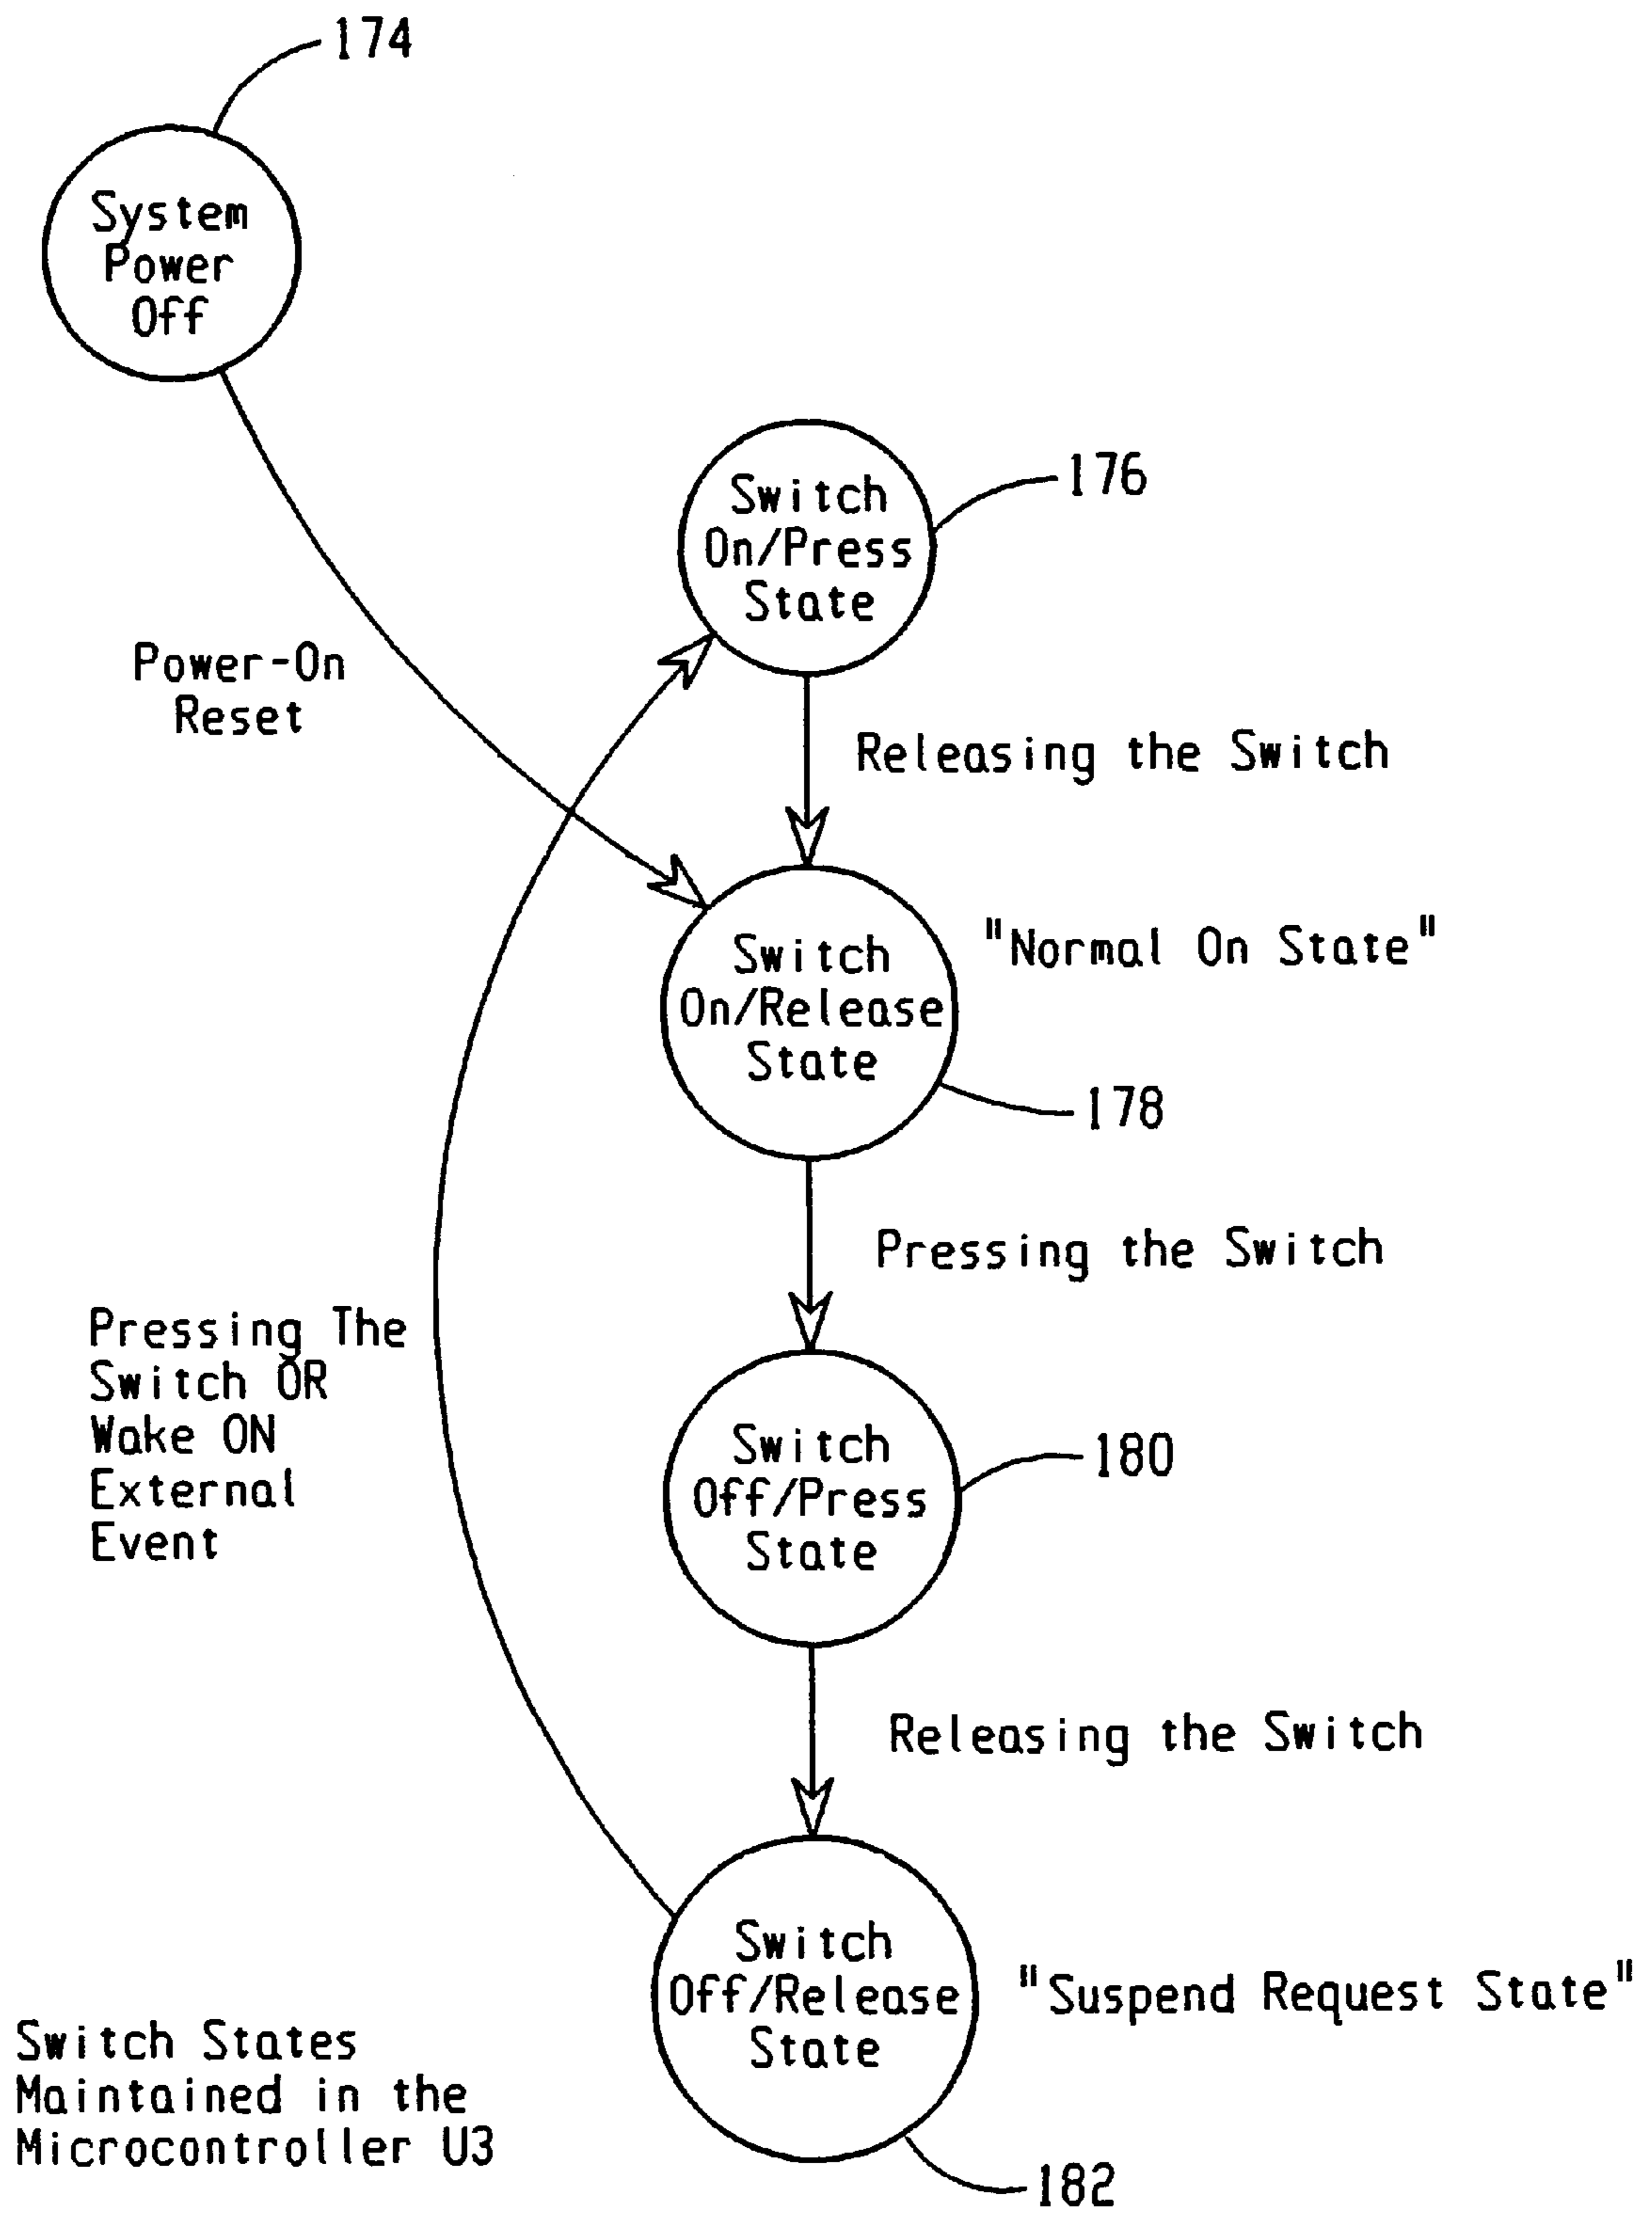 174
System
Power
Off
Switch
On/Press
State
176
Power-On
Reset
Releasing the Switch
Switch
On/Release
State
"Normal On State"
178
Pressing the Switch
Pressing The
Switch OR
Wake ON
External
Event
Switch
Off/Press
State
180
Releasing the Switch
Switch
Off/Release
State
"Suspend Request State"
Switch States
Maintained in the
Microcontroller U3
182